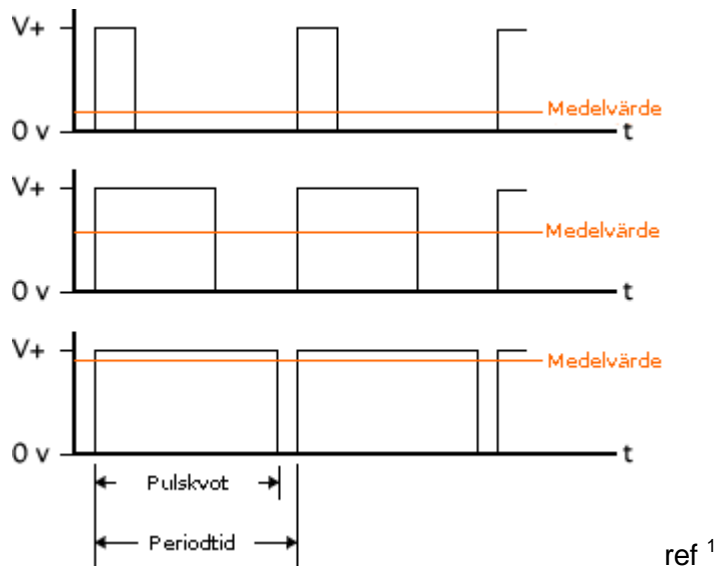 V+
Medelvärde
0 v
t
V+
Medelvärde
0 v
t
V+
Medelvärde
0 v
t
Pulskvot
Periodtid
ref 1